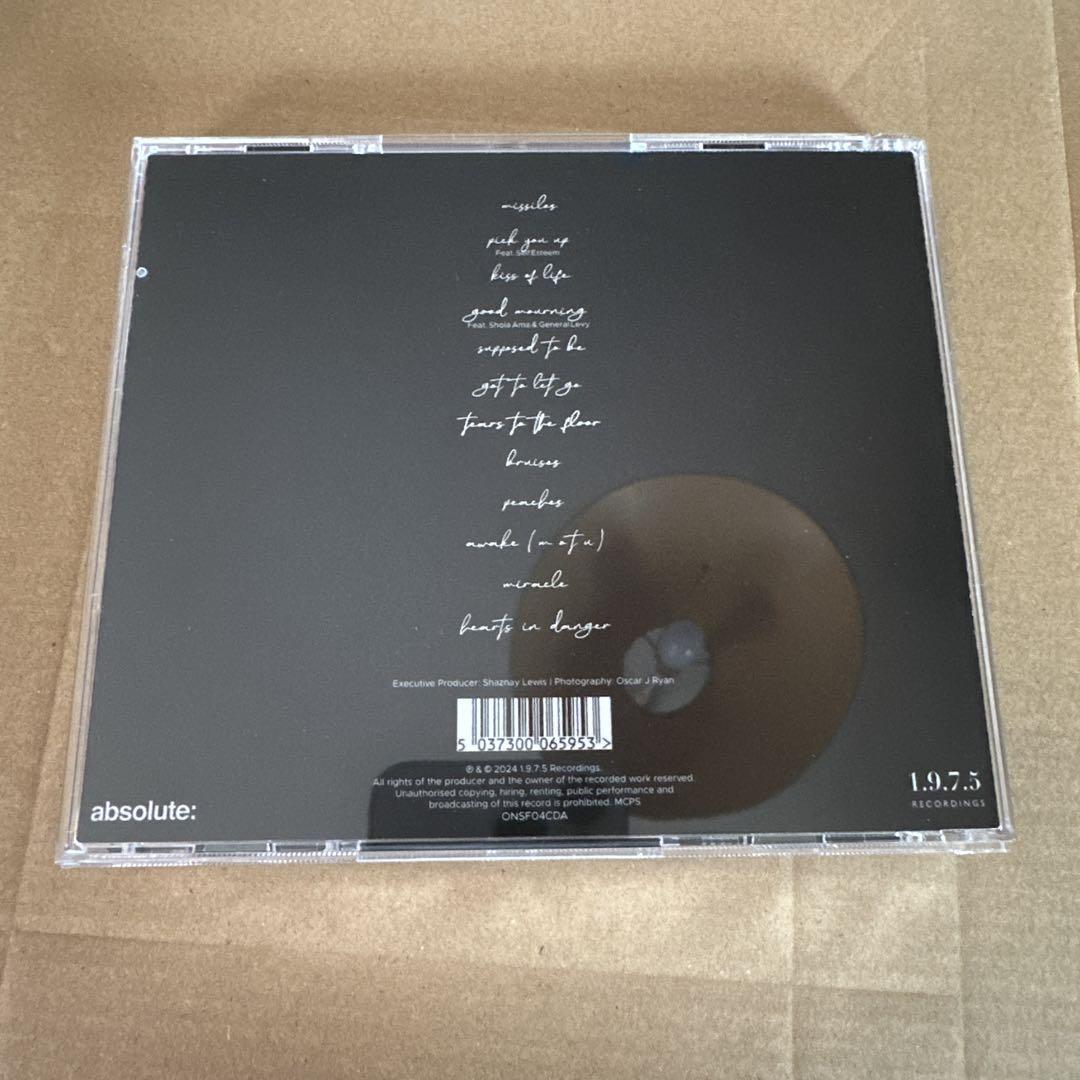 missiles
pick you up
Feat. Self Esteem
kiss of life
good mourning
Feat. Shola Ama & General Levy
supposed to be
got to let go
tears to the floor
bruises
peaches
awake (m o t u)
miracle
hearts in danger
Executive Producer: Shaznay Lewis | Photography: Oscar J Ryan
5 037300 065953 >
℗ & © 2024 1.9.7.5 Recordings.
All rights of the producer and the owner of the recorded work reserved.
Unauthorised copying, hiring, renting, public performance and
broadcasting of this record is prohibited. MCPS
ONSF04CDA
absolute:
1.9.7.5
RECORDINGS